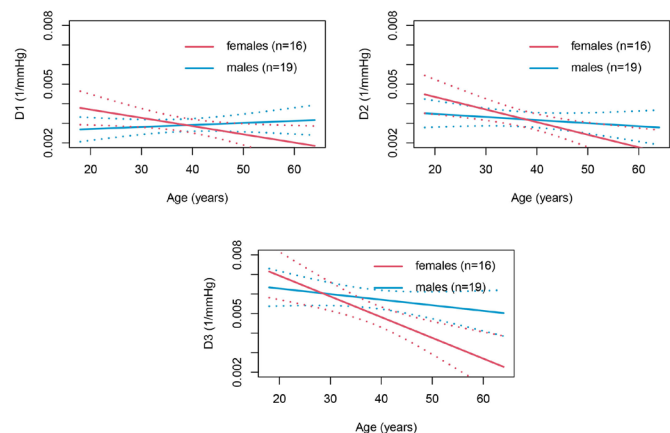 0.008
0.005
0.002
D1 (1/mmHg)
females (n=16)
males (n=19)
20 30 40 50 60
Age (years)
0.008
0.005
0.002
D2 (1/mmHg)
females (n=16)
males (n=19)
20 30 40 50 60
Age (years)
0.008
0.005
0.002
D3 (1/mmHg)
females (n=16)
males (n=19)
20 30 40 50 60
Age (years)